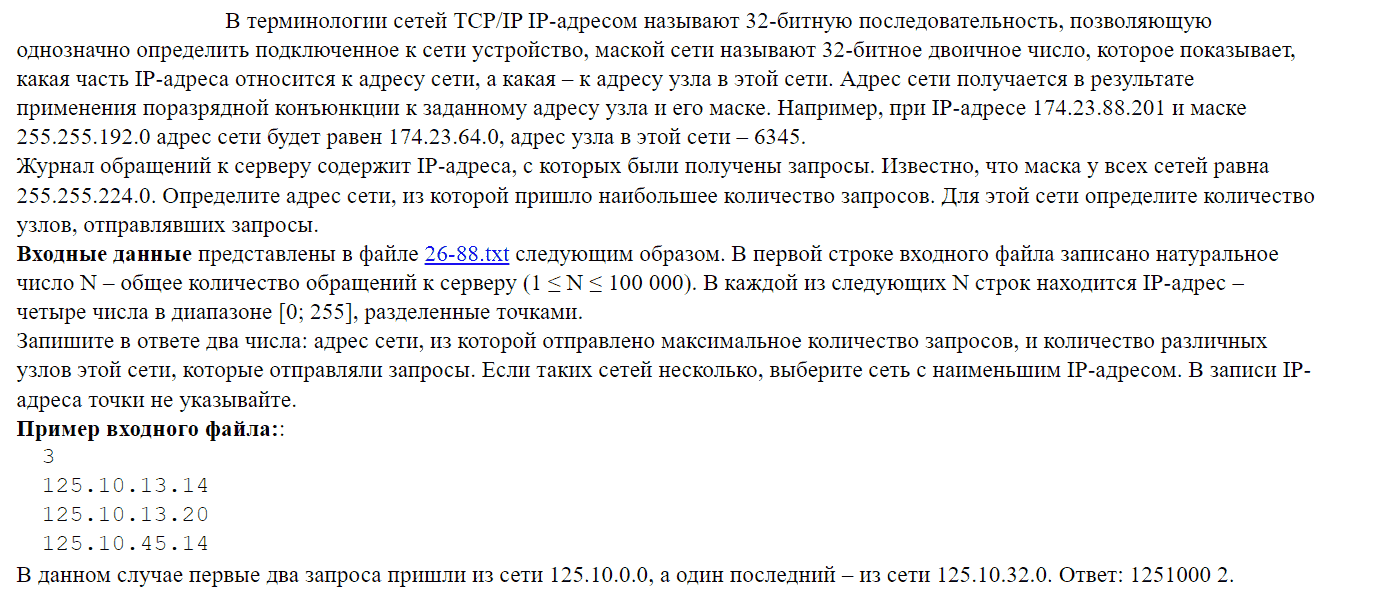 В терминологии сетей TCP/IP IP-адресом называют 32-битную последовательность, позволяющую
однозначно определить подключенное к сети устройство, маской сети называют 32-битное двоичное число, которое показывает,
какая часть IP-адреса относится к адресу сети, а какая – к адресу узла в этой сети. Адрес сети получается в результате
применения поразрядной конъюнкции к заданному адресу узла и его маске. Например, при IP-адресе 174.23.88.201 и маске
255.255.192.0 адрес сети будет равен 174.23.64.0, адрес узла в этой сети – 6345.
Журнал обращений к серверу содержит IP-адреса, с которых были получены запросы. Известно, что маска у всех сетей равна
255.255.224.0. Определите адрес сети, из которой пришло наибольшее количество запросов. Для этой сети определите количество
узлов, отправлявших запросы.
Входные данные представлены в файле 26-88.txt следующим образом. В первой строке входного файла записано натуральное
число N – общее количество обращений к серверу (1 ≤ N ≤ 100 000). В каждой из следующих N строк находится IP-адрес –
четыре числа в диапазоне [0; 255], разделенные точками.
Запишите в ответе два числа: адрес сети, из которой отправлено максимальное количество запросов, и количество различных
узлов этой сети, которые отправляли запросы. Если таких сетей несколько, выберите сеть с наименьшим IP-адресом. В записи IP-
адреса точки не указывайте.
Пример входного файла::
3
125.10.13.14
125.10.13.20
125.10.45.14
В данном случае первые два запроса пришли из сети 125.10.0.0, а один последний – из сети 125.10.32.0. Ответ: 1251000 2.